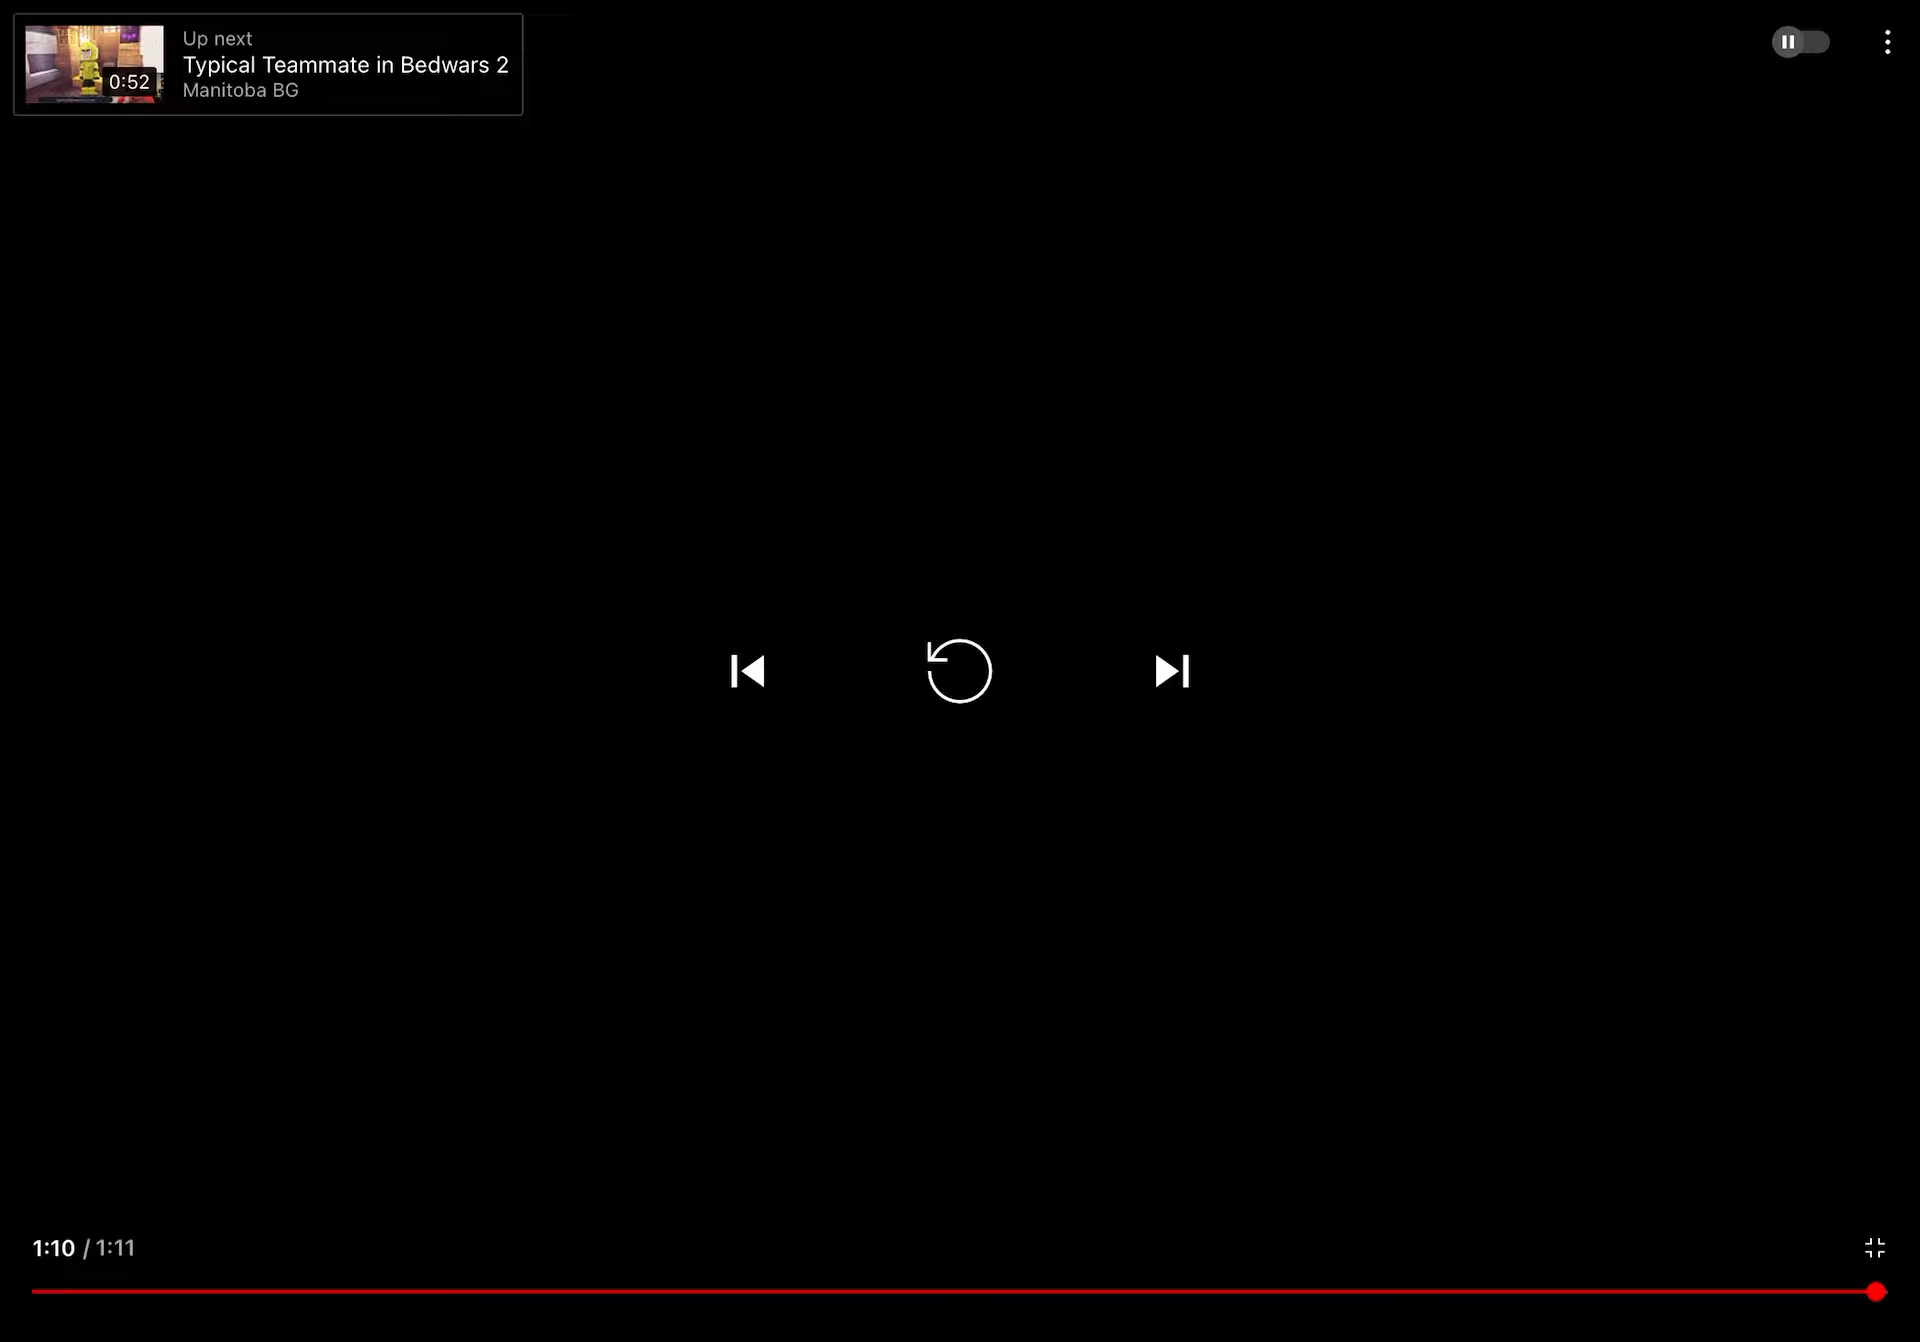 Up next
Typical Teammate in Bedwars 2
Manitoba BG
0:52
1:10 / 1:11